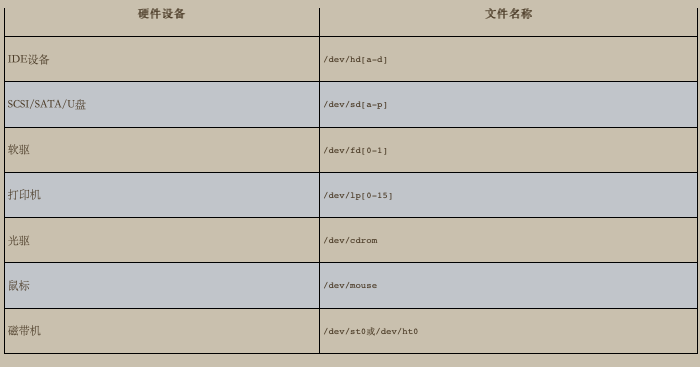 硬件设备 文件名称
IDE设备 /dev/hd[a-d]
SCSI/SATA/U盘 /dev/sd[a-p]
软驱 /dev/fd[0-1]
打印机 /dev/lp[0-15]
光驱 /dev/cdrom
鼠标 /dev/mouse
磁带机 /dev/st0或/dev/ht0